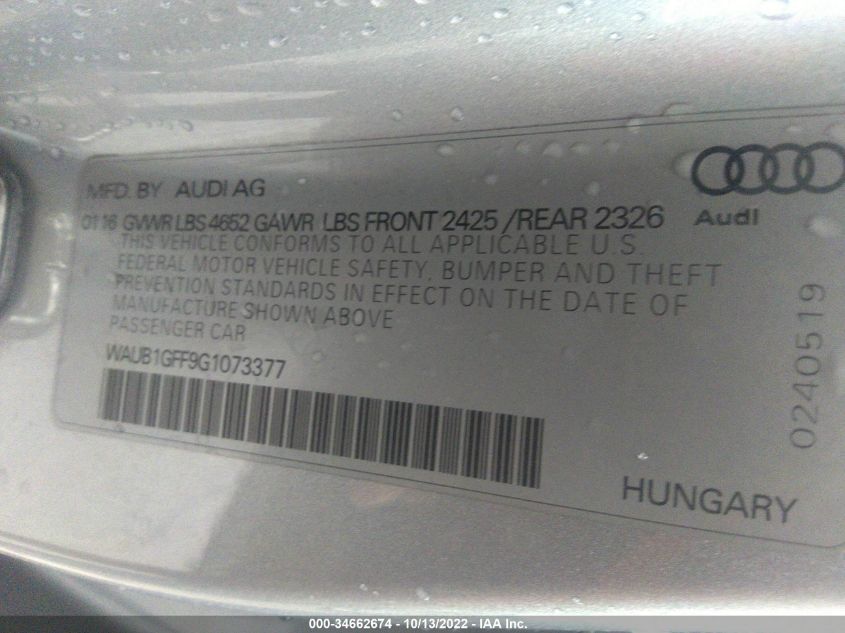 MFD. BY AUDI AG
01 16 GVWR LBS 4652 GAWR LBS FRONT 2425 /REAR 2326
THIS VEHICLE CONFORMS TO ALL APPLICABLE U.S.
FEDERAL MOTOR VEHICLE SAFETY, BUMPER AND THEFT
PREVENTION STANDARDS IN EFFECT ON THE DATE OF
MANUFACTURE SHOWN ABOVE
PASSENGER CAR
WAUB1GFF9G1073377
Audi
0240519
HUNGARY
000-34662674 - 10/13/2022 - IAA Inc.